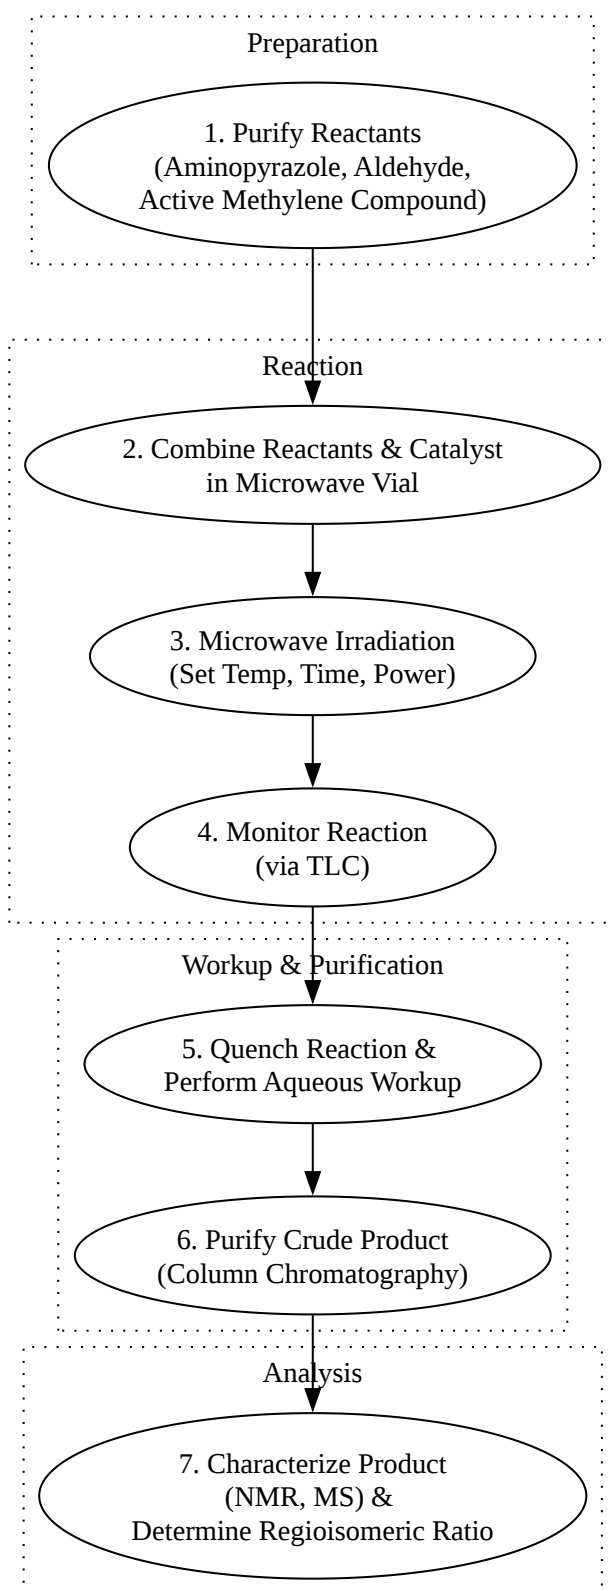 Preparation
1. Purify Reactants
(Aminopyrazole, Aldehyde,
Active Methylene Compound)
Reaction
2. Combine Reactants & Catalyst
in Microwave Vial
3. Microwave Irradiation
(Set Temp, Time, Power)
4. Monitor Reaction
(via TLC)
Workup & Purification
5. Quench Reaction &
Perform Aqueous Workup
6. Purify Crude Product
(Column Chromatography)
Analysis
7. Characterize Product
(NMR, MS) &
Determine Regioisomeric Ratio